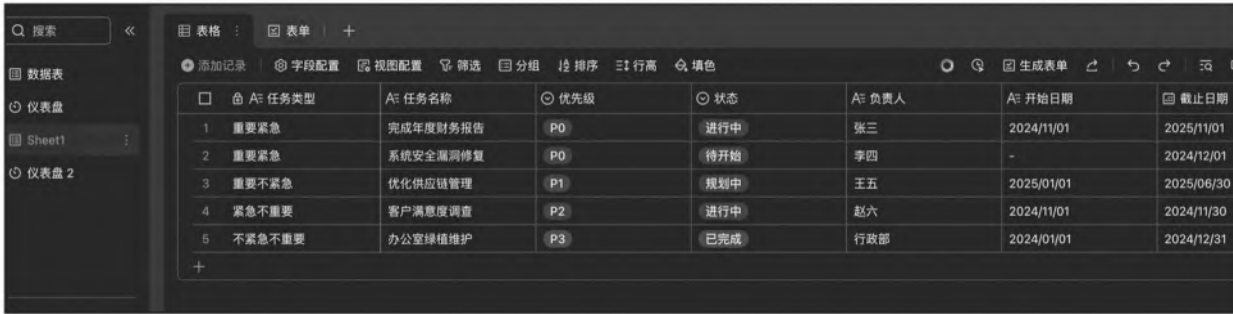 搜索
数据表
仪表盘
Sheet1
仪表盘 2
表格 表单
添加记录 字段配置 视图配置 筛选 分组 排序 行高 填色 生成表单
任务类型 任务名称 优先级 状态 负责人 开始日期 截止日期
1 重要紧急 完成年度财务报告 P0 进行中 张三 2024/11/01 2025/11/01
2 重要紧急 系统安全漏洞修复 P0 待开始 李四 - 2024/12/01
3 重要不紧急 优化供应链管理 P1 规划中 王五 2025/01/01 2025/06/30
4 紧急不重要 客户满意度调查 P2 进行中 赵六 2024/11/01 2024/11/30
5 不紧急不重要 办公室绿植维护 P3 已完成 行政部 2024/01/01 2024/12/31